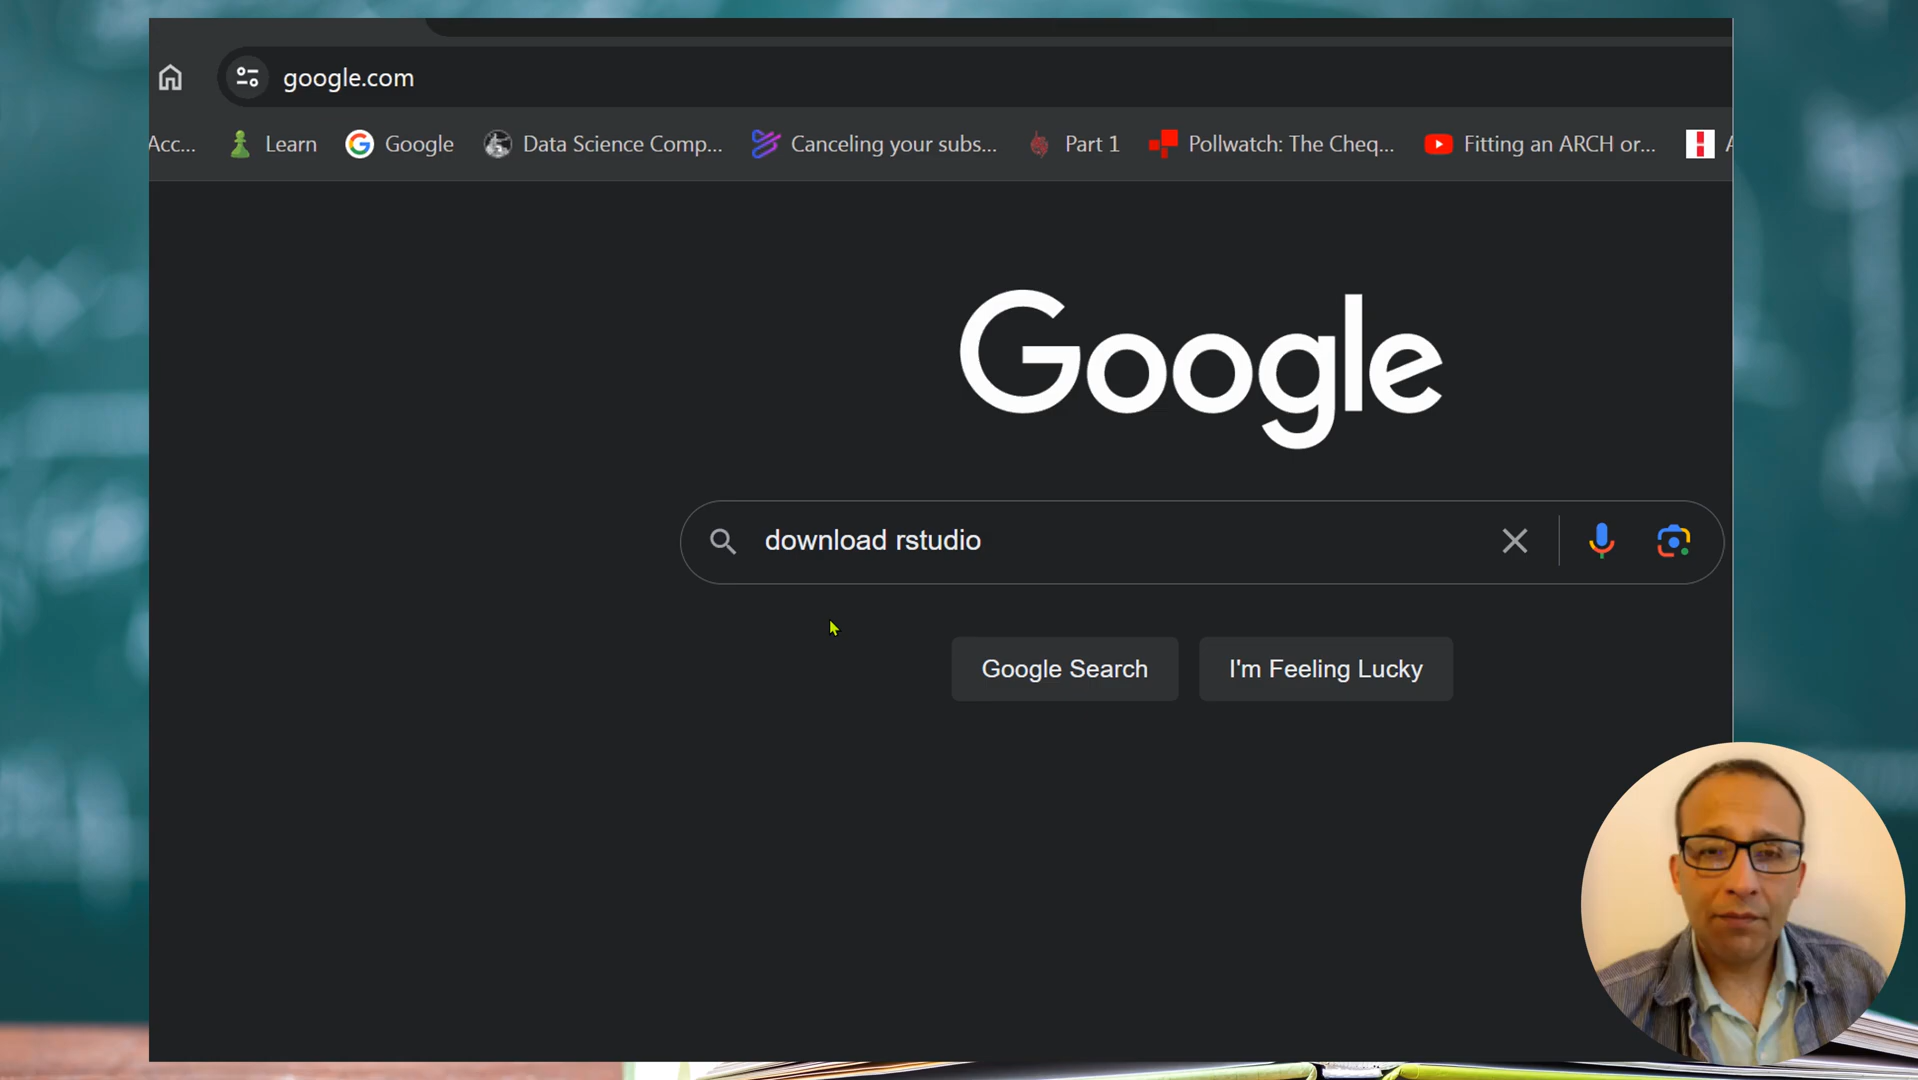 google.com
Acc...
Learn
Google
Data Science Comp...
Canceling your subs...
Part 1
Pollwatch: The Cheq...
Fitting an ARCH or...
Google
download rstudio
Google Search
I'm Feeling Lucky